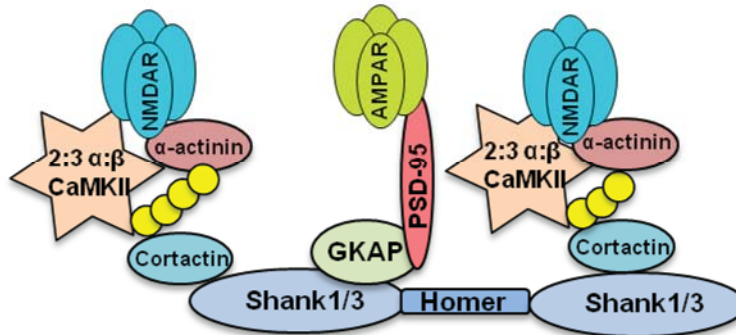 NMDAR
α-actinin
2:3 α:β
CaMKII
Cortactin
AMPAR
PSD-95
GKAP
NMDAR
α-actinin
2:3 α:β
CaMKII
Cortactin
Shank1/3
Homer
Shank1/3